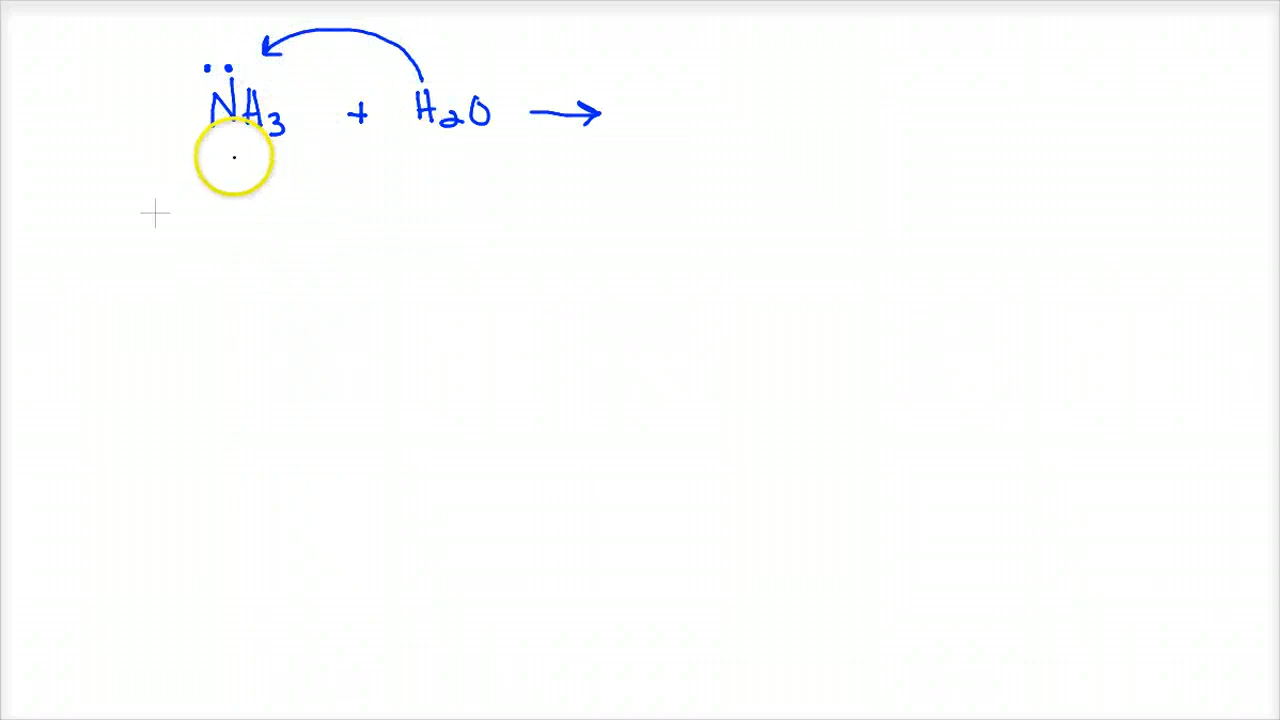 NH₃ + H₂O →